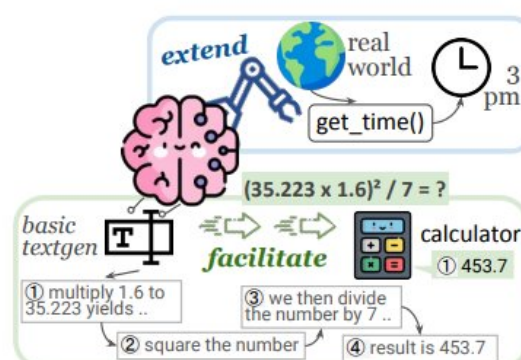 extend
real
world
3
pm
get_time()
(35.223 x 1.6)² / 7 = ?
basic
textgen
T
facilitate
calculator
① 453.7
① multiply 1.6 to
35.223 yields ..
② square the number
③ we then divide
the number by 7 ..
④ result is 453.7